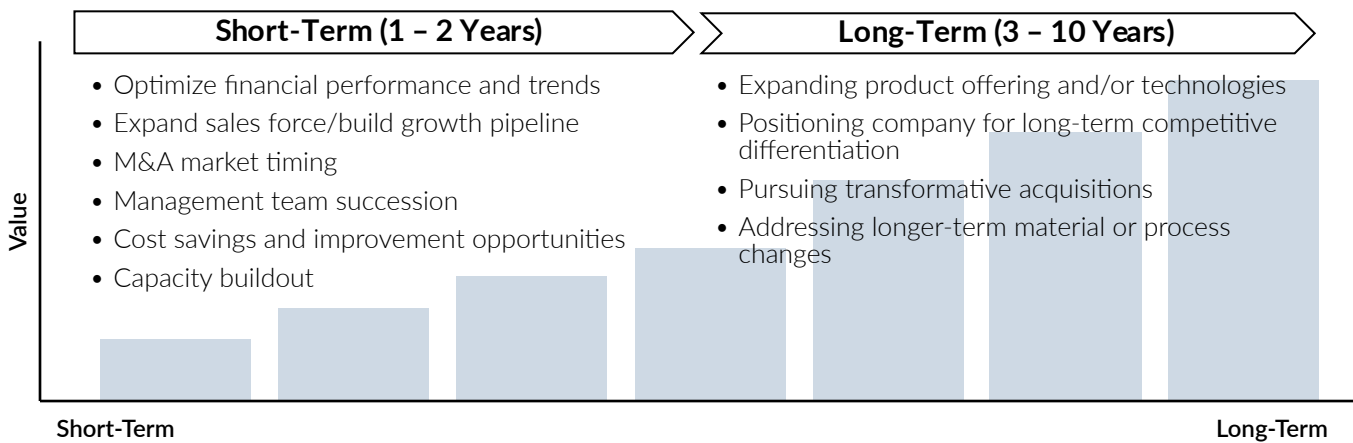 Short-Term (1 – 2 Years)
• Optimize financial performance and trends
• Expand sales force/build growth pipeline
• M&A market timing
• Management team succession
• Cost savings and improvement opportunities
• Capacity buildout
Long-Term (3 – 10 Years)
• Expanding product offering and/or technologies
• Positioning company for long-term competitive
differentiation
• Pursuing transformative acquisitions
• Addressing longer-term material or process
changes
Value
Short-Term
Long-Term